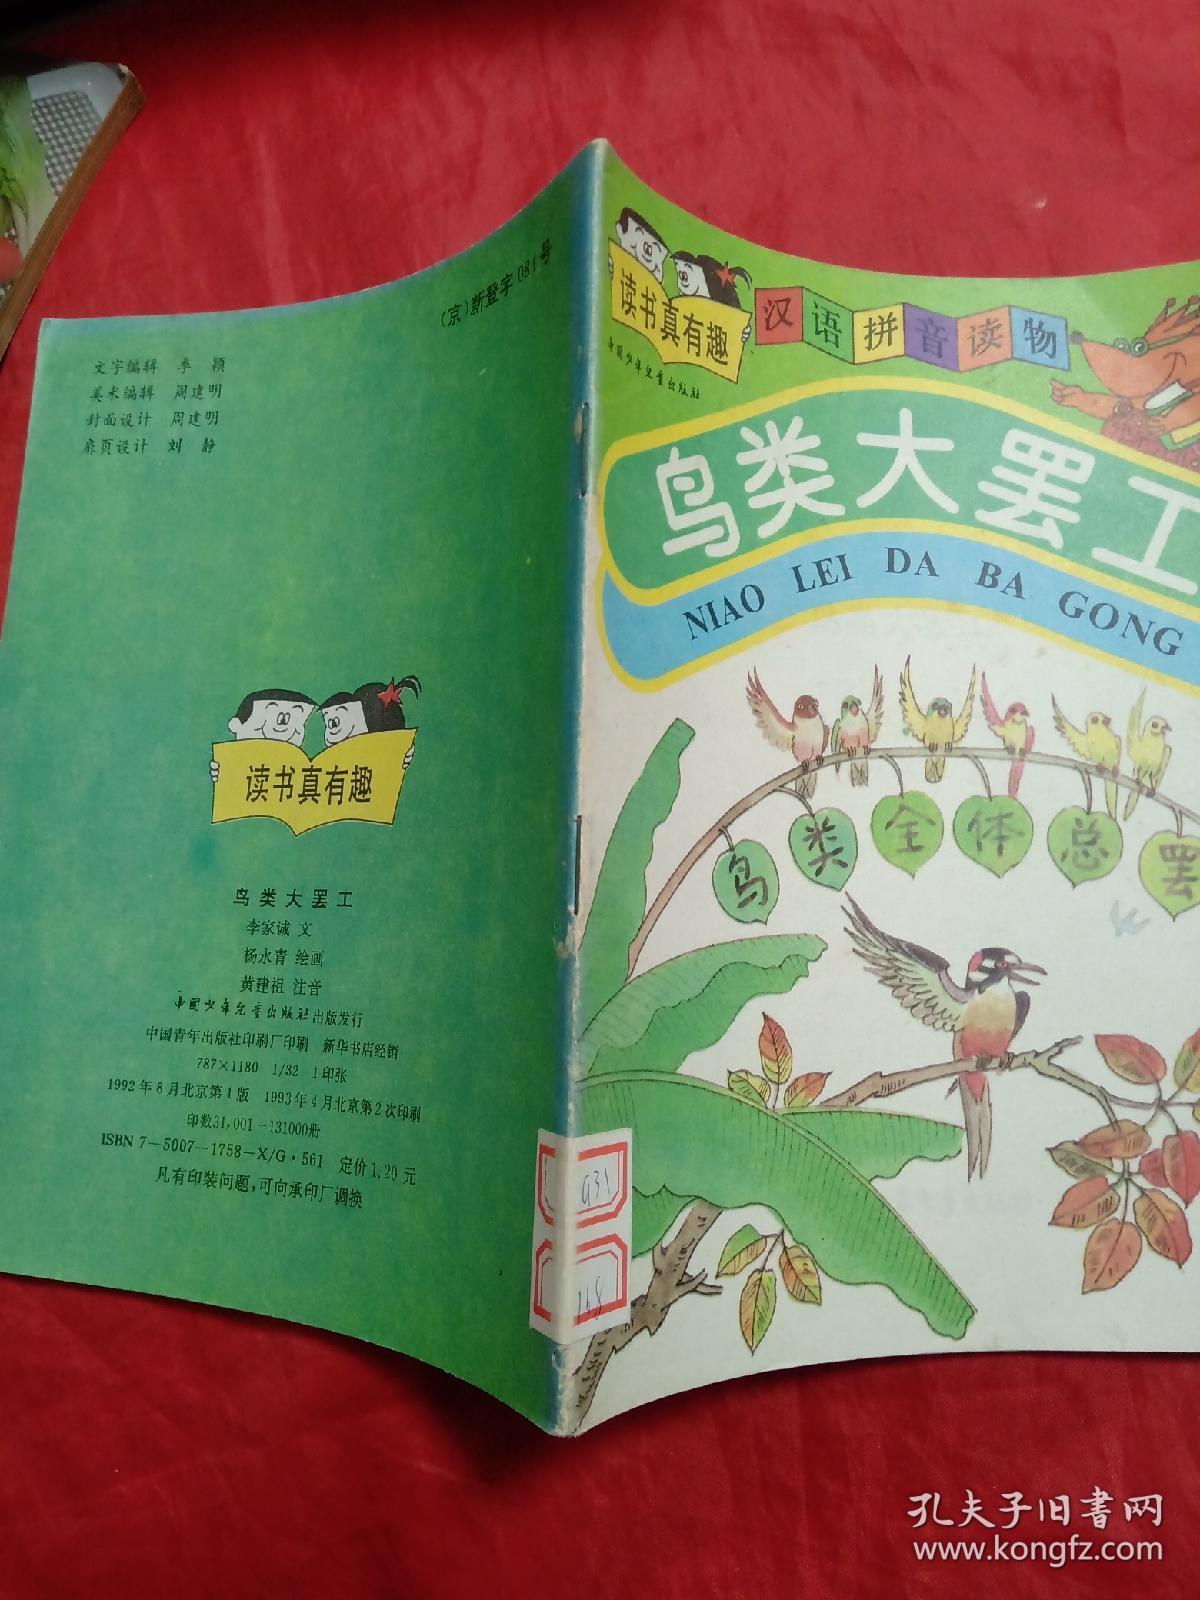 (京)新登字081号
文字编辑 季 颖
美术编辑 周建明
封面设计 周建明
扉页设计 刘 静
读书真有趣
鸟类大罢工
李家诚 文
杨永青 绘画
黄建祖 注音
中国少年儿童出版社出版发行
中国青年出版社印刷厂印刷 新华书店经销
787×1180 1/32 1印张
1992年8月北京第1版 1993年4月北京第2次印刷
印数31,001-131000册
ISBN 7-5007-1758-X/G·561 定价1.20元
凡有印装问题,可向承印厂调换
读书真有趣
中国少年儿童出版社
汉语拼音读物
鸟类大罢工
NIAO LEI DA BA GONG
鸟类全体总罢
931
168
孔夫子旧书网
www.kongfz.com